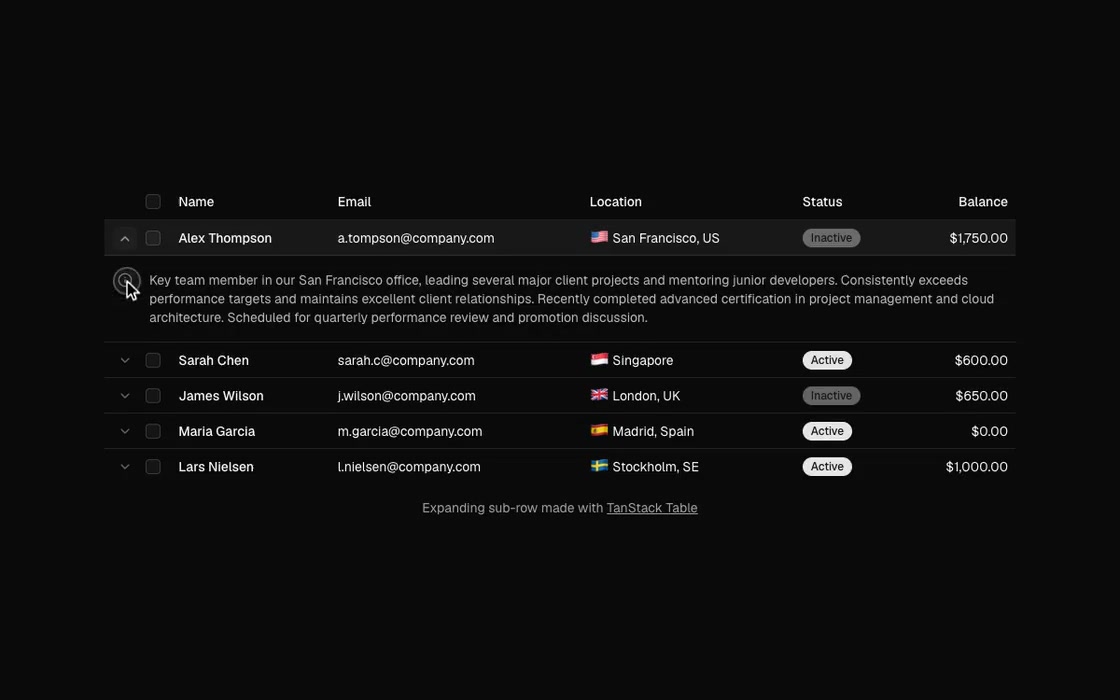 Name Email Location Status Balance
Alex Thompson a.tompson@company.com San Francisco, US Inactive $1,750.00
Key team member in our San Francisco office, leading several major client projects and mentoring junior developers. Consistently exceeds
performance targets and maintains excellent client relationships. Recently completed advanced certification in project management and cloud
architecture. Scheduled for quarterly performance review and promotion discussion.
Sarah Chen sarah.c@company.com Singapore Active $600.00
James Wilson j.wilson@company.com London, UK Inactive $650.00
Maria Garcia m.garcia@company.com Madrid, Spain Active $0.00
Lars Nielsen l.nielsen@company.com Stockholm, SE Active $1,000.00
Expanding sub-row made with TanStack Table